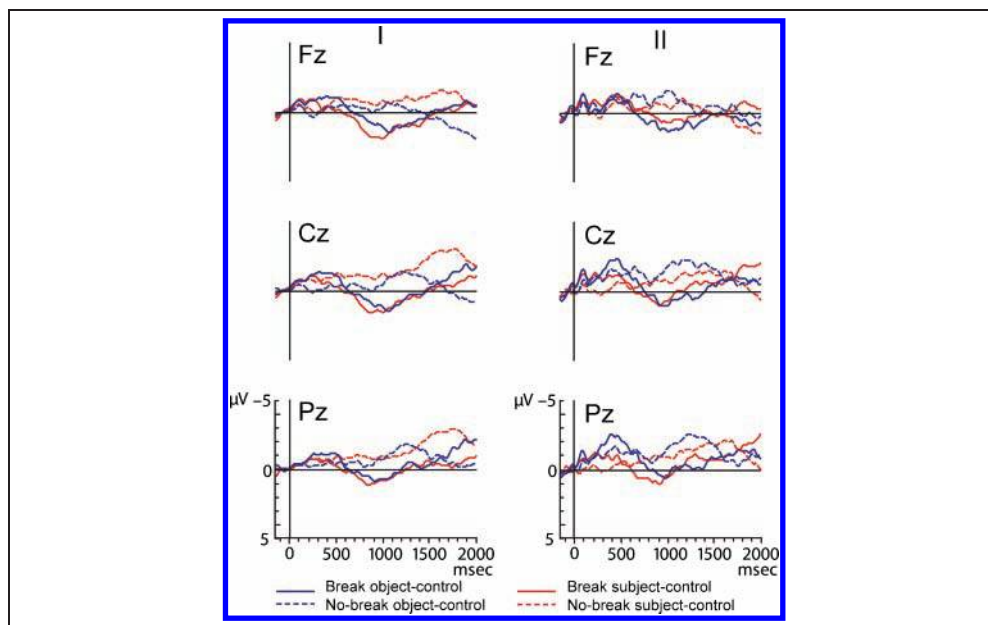 I II
Fz Fz
Cz Cz
µV -5 Pz µV -5 Pz
0 0
5 5
0 500 1000 1500 2000 0 500 1000 1500 2000
msec msec
Break object-control Break subject-control
No-break object-control No-break subject-control